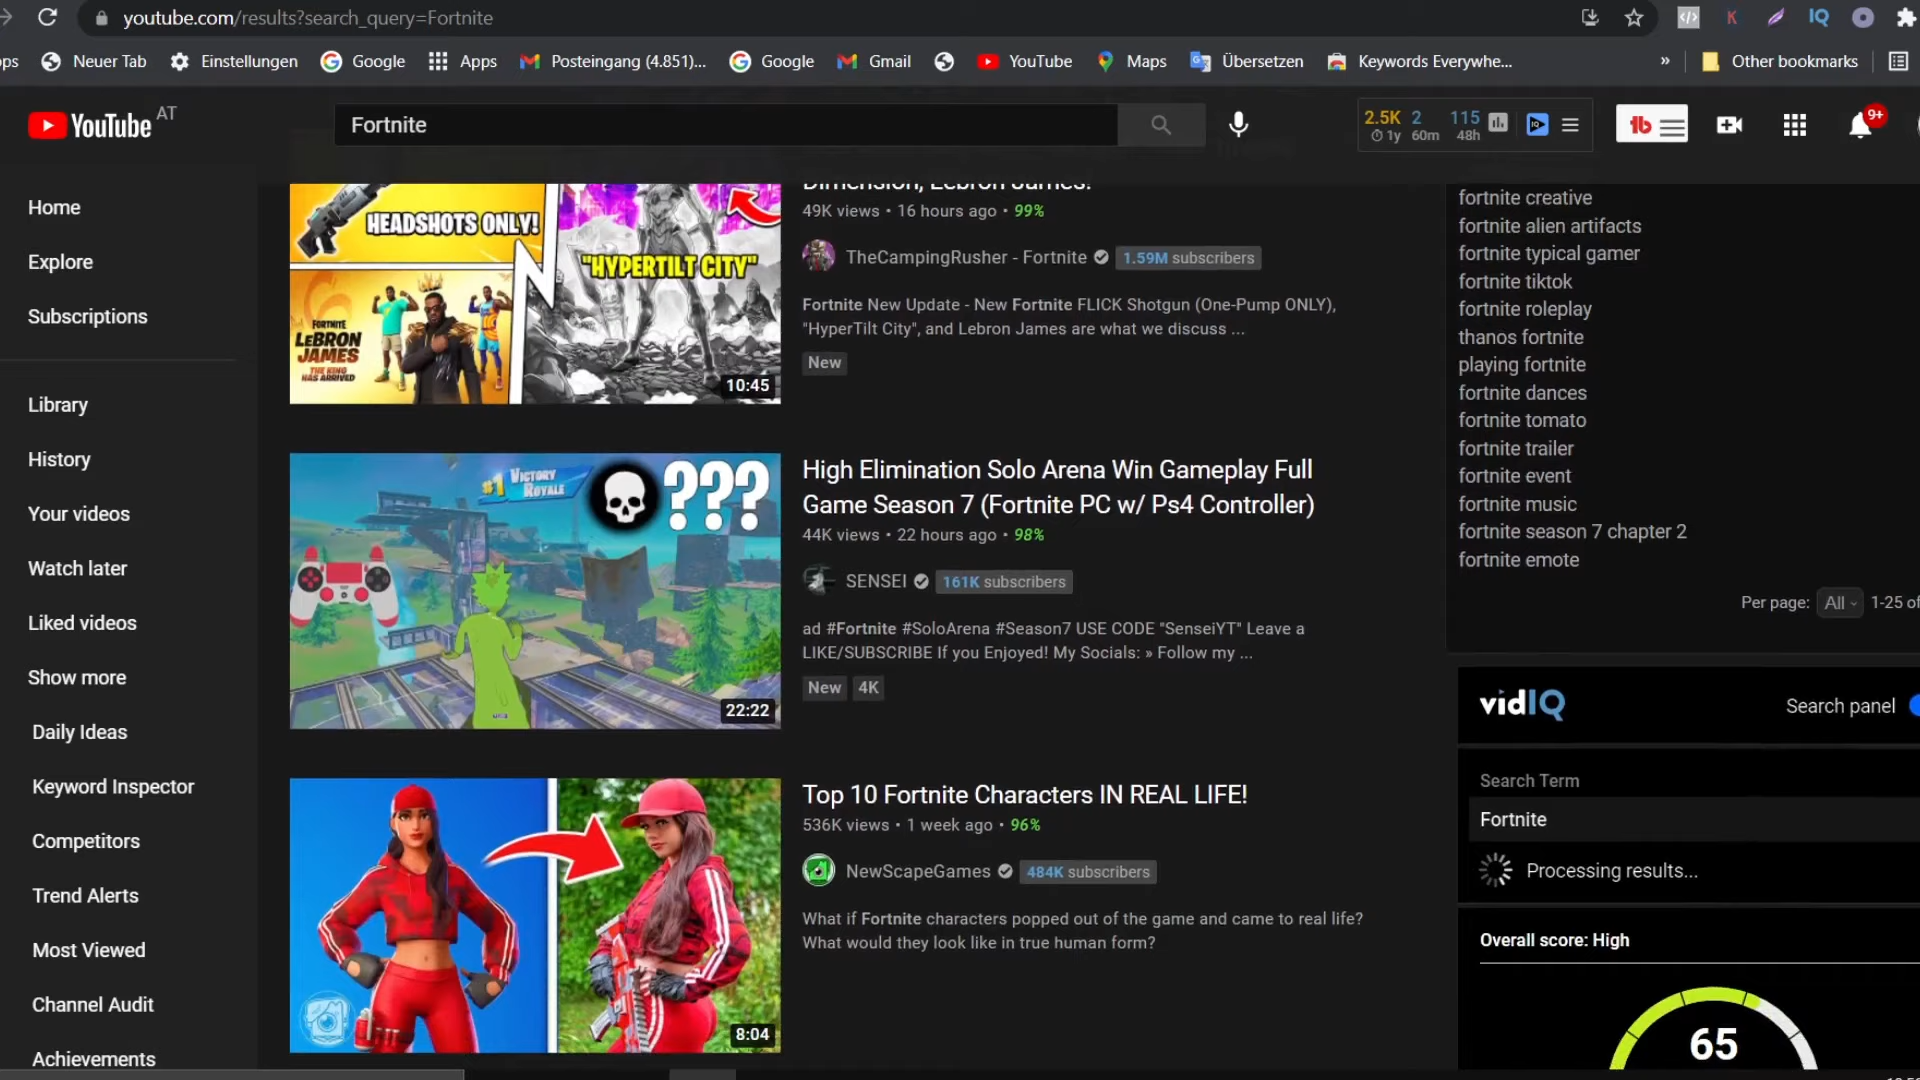 youtube.com/results?search_query=Fortnite
ps Neuer Tab Einstellungen Google Apps Posteingang (4.851)... Google Gmail YouTube Maps Übersetzen Keywords Everywhe... » Other bookmarks
YouTube AT
Fortnite
2.5K 2 115
1y 60m 48h
9+
Home
Explore
Subscriptions
Library
History
Your videos
Watch later
Liked videos
Show more
Daily Ideas
Keyword Inspector
Competitors
Trend Alerts
Most Viewed
Channel Audit
Achievements
HEADSHOTS ONLY!
"HYPERTILT CITY"
FORTNITE
LEBRON
JAMES
THE KING
HAS ARRIVED
10:45
Dimension, Lebron James!
49K views • 16 hours ago • 99%
TheCampingRusher - Fortnite 1.59M subscribers
Fortnite New Update - New Fortnite FLICK Shotgun (One-Pump ONLY),
"HyperTilt City", and Lebron James are what we discuss ...
New
#1 VICTORY
ROYALE
???
22:22
High Elimination Solo Arena Win Gameplay Full
Game Season 7 (Fortnite PC w/ Ps4 Controller)
44K views • 22 hours ago • 98%
SENSEI 161K subscribers
ad #Fortnite #SoloArena #Season7 USE CODE "SenseiYT" Leave a
LIKE/SUBSCRIBE If you Enjoyed! My Socials: » Follow my ...
New 4K
8:04
Top 10 Fortnite Characters IN REAL LIFE!
536K views • 1 week ago • 96%
NewScapeGames 484K subscribers
What if Fortnite characters popped out of the game and came to real life?
What would they look like in true human form?
fortnite creative
fortnite alien artifacts
fortnite typical gamer
fortnite tiktok
fortnite roleplay
thanos fortnite
playing fortnite
fortnite dances
fortnite tomato
fortnite trailer
fortnite event
fortnite music
fortnite season 7 chapter 2
fortnite emote
Per page: All 1-25 of
vidIQ Search panel
Search Term
Fortnite
Processing results...
Overall score: High
65